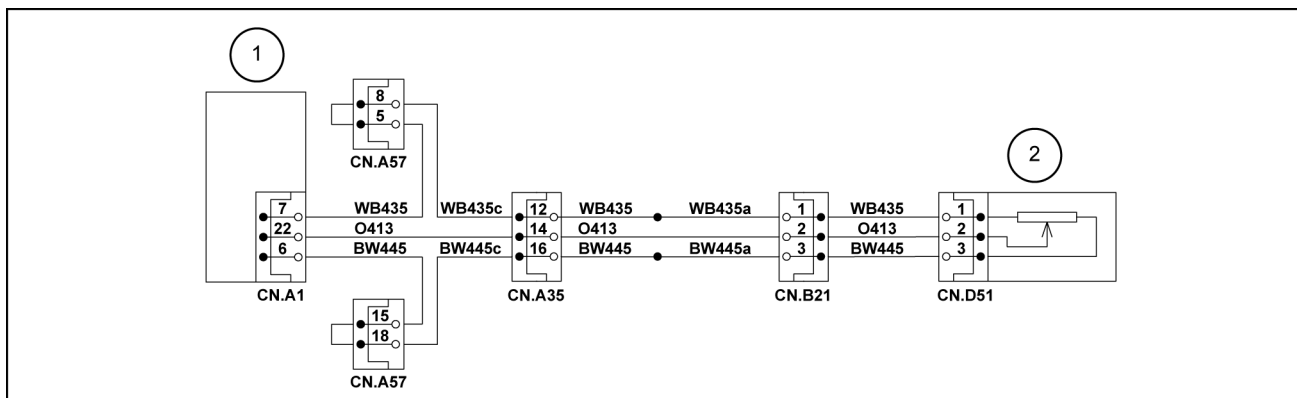 1
8
5
CN.A57
2
7 WB435 WB435c 12 WB435 WB435a 1 WB435 1
22 O413 14 O413 2 O413 2
6 BW445 BW445c 16 BW445 BW445a 3 BW445 3
CN.A1 CN.A35 CN.B21 CN.D51
15
18
CN.A57